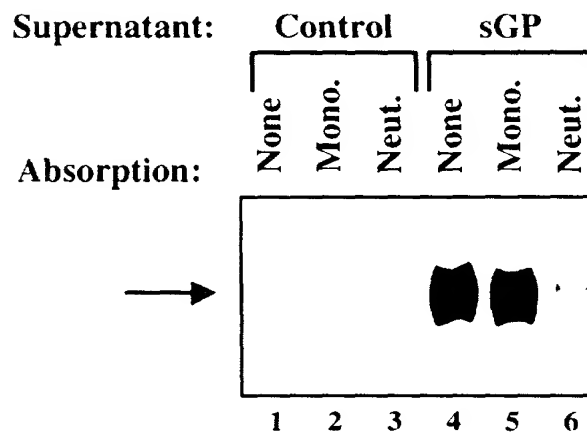 Supernatant: Control sGP
None Mono. Neut. None Mono. Neut.
Absorption:
1 2 3 4 5 6